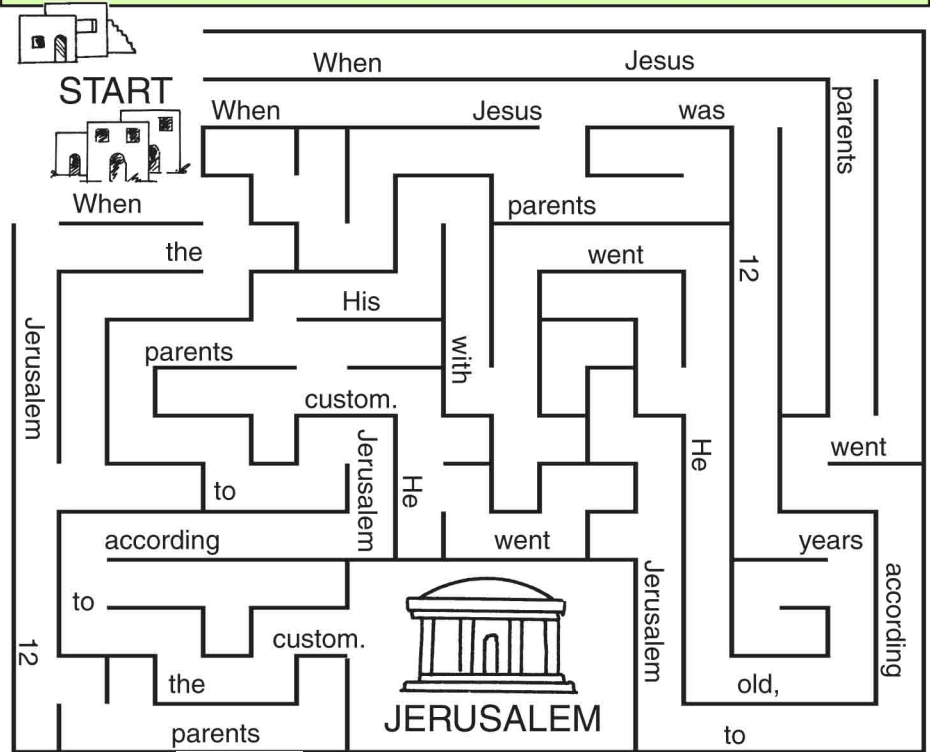 When Jesus
START
When Jesus was
parents
When
parents
the
went
12
His
Jerusalem
parents
with
custom.
went
He
Jerusalem
He
to
according
went
years
Jerusalem
according
to
custom.
12
the
old,
JERUSALEM
parents
to